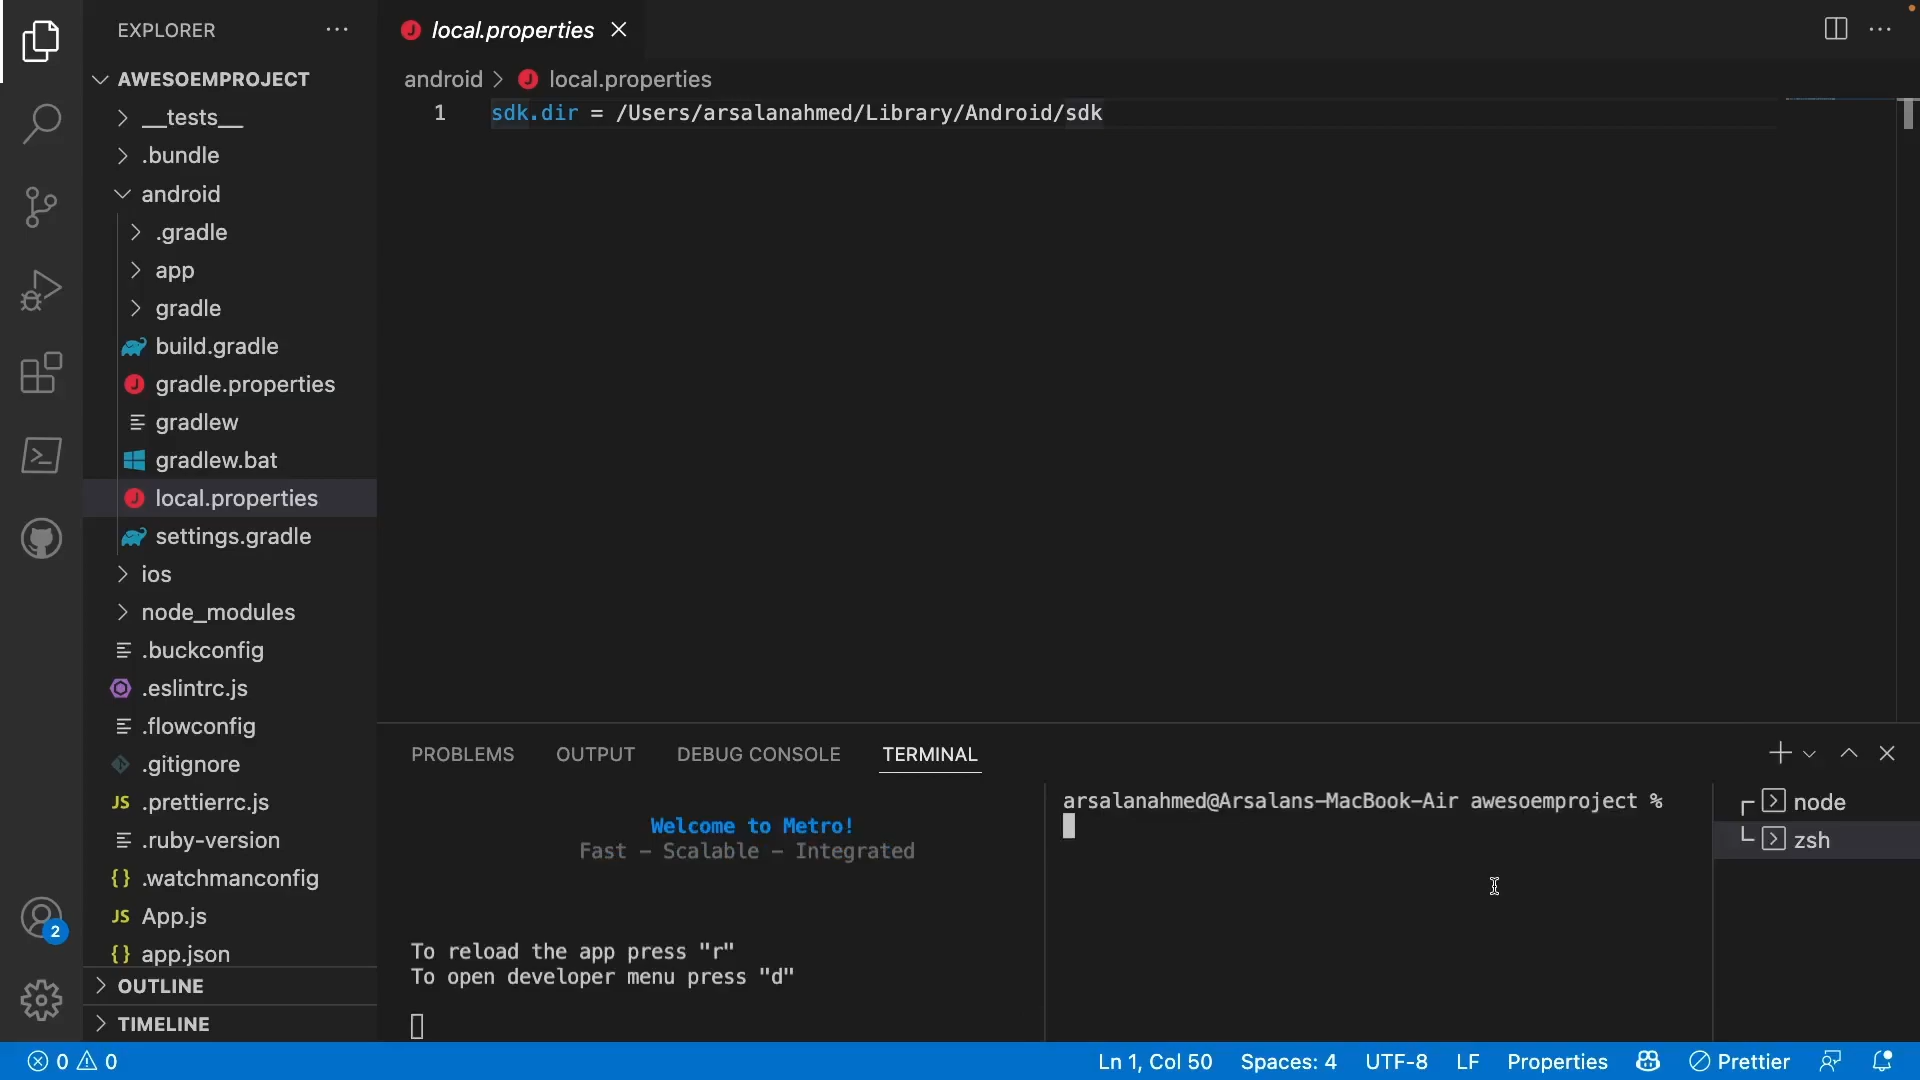 EXPLORER
AWESOEMPROJECT
__tests__
.bundle
android
.gradle
app
gradle
build.gradle
gradle.properties
gradlew
gradlew.bat
local.properties
settings.gradle
ios
node_modules
.buckconfig
.eslintrc.js
.flowconfig
.gitignore
.prettierrc.js
.ruby-version
.watchmanconfig
App.js
app.json
OUTLINE
TIMELINE
2
local.properties
android > local.properties
1 sdk.dir = /Users/arsalanahmed/Library/Android/sdk
PROBLEMS OUTPUT DEBUG CONSOLE TERMINAL
Welcome to Metro!
Fast - Scalable - Integrated
To reload the app press "r"
To open developer menu press "d"
arsalanahmed@Arsalans-MacBook-Air awesoemproject %
node
zsh
0 0 Ln 1, Col 50 Spaces: 4 UTF-8 LF Properties Prettier